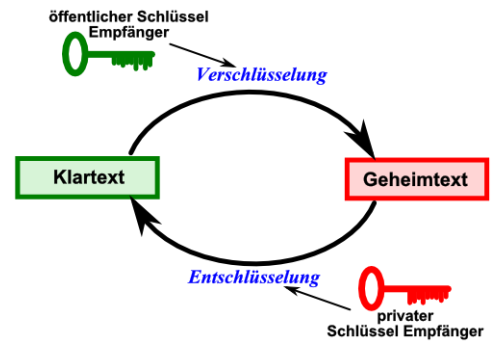 öffentlicher Schlüssel
Empfänger
Verschlüsselung
Klartext
Geheimtext
Entschlüsselung
privater
Schlüssel Empfänger